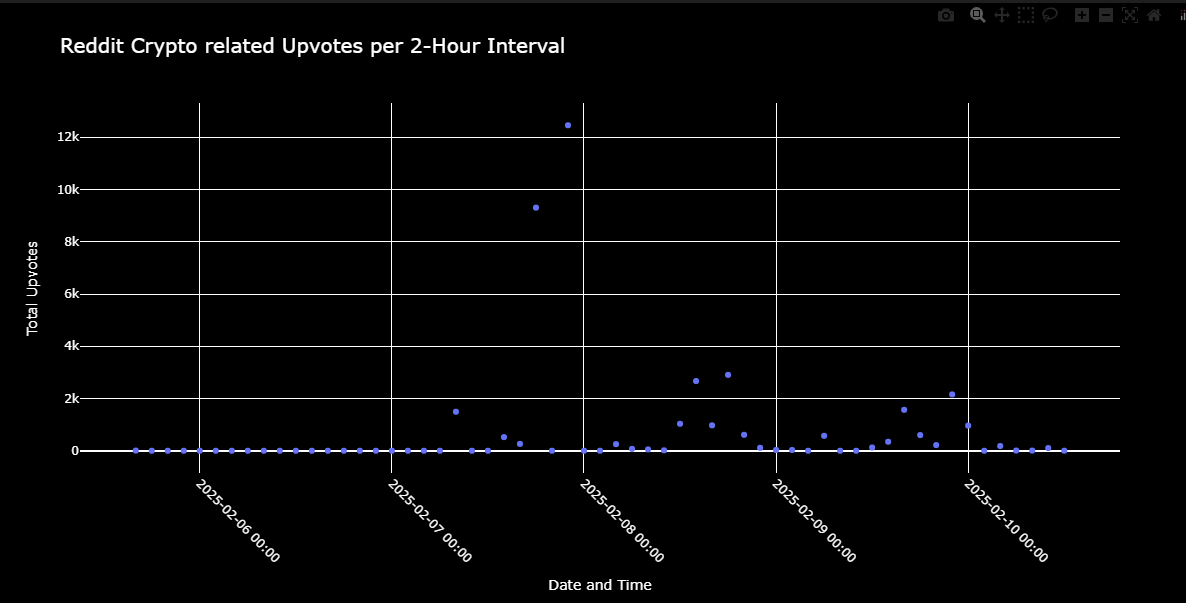 Reddit Crypto related Upvotes per 2-Hour Interval
12k
10k
8k
6k
4k
2k
0
Total Upvotes
2025-02-06 00:00
2025-02-07 00:00
2025-02-08 00:00
2025-02-09 00:00
2025-02-10 00:00
Date and Time